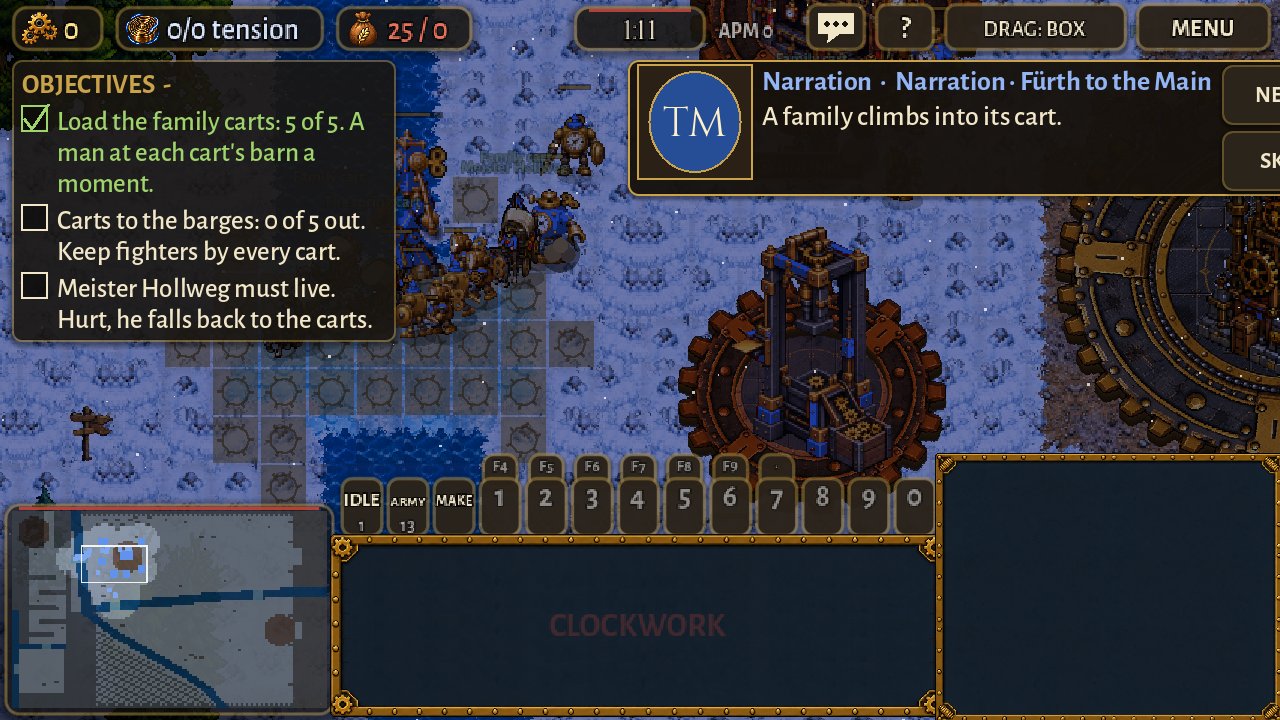 0
0/0 tension
25 / 0
1:11
APM 0
?
DRAG: BOX
MENU
OBJECTIVES -
Load the family carts: 5 of 5. A
man at each cart's barn a
moment.
Carts to the barges: 0 of 5 out.
Keep fighters by every cart.
Meister Hollweg must live.
Hurt, he falls back to the carts.
TM
Narration · Narration · Fürth to the Main
A family climbs into its cart.
NE
SK
F4
F5
F6
F7
F8
F9
IDLE
1
ARMY
13
MAKE
1
2
3
4
5
6
7
8
9
0
CLOCKWORK